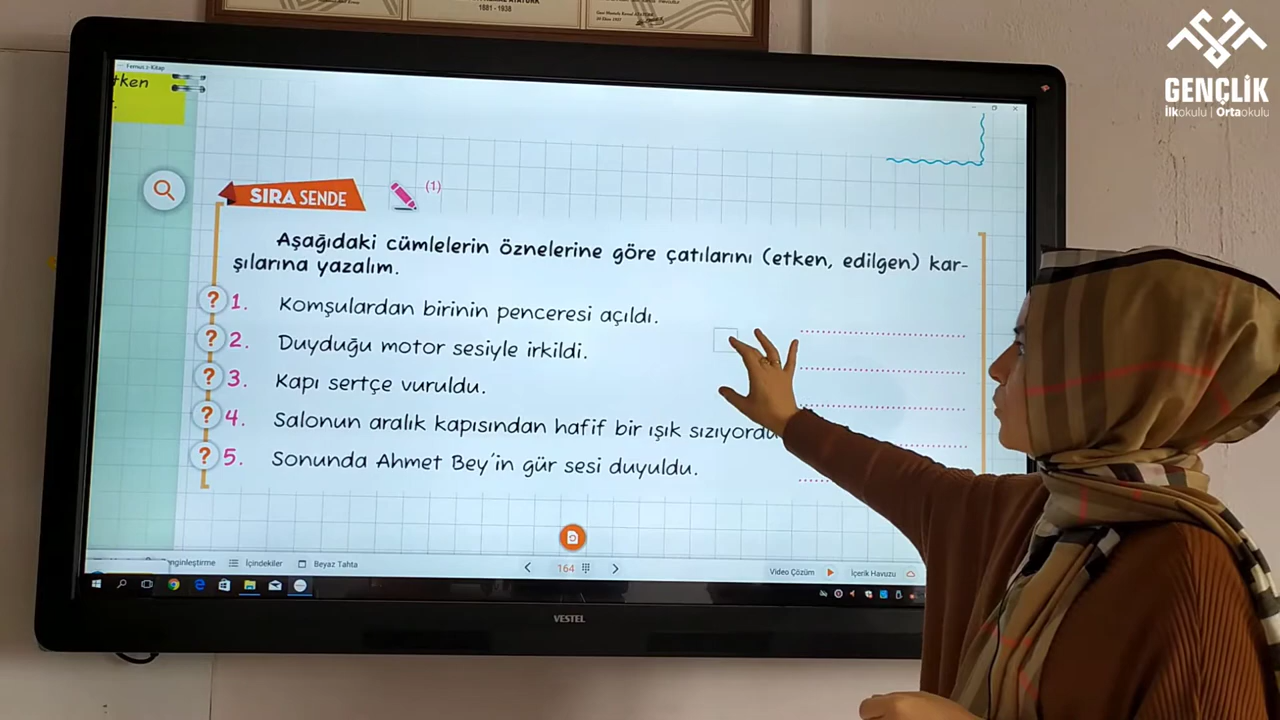 1881 - 1938
GENÇLİK
İlkokulu | Ortaokulu
SIRA SENDE
(1)
Aşağıdaki cümlelerin öznelerine göre çatılarını (etken, edilgen) kar-
şılarına yazalım.
? 1. Komşulardan birinin penceresi açıldı.
? 2. Duyduğu motor sesiyle irkildi.
? 3. Kapı sertçe vuruldu.
? 4. Salonun aralık kapısından hafif bir ışık sızıyordu
? 5. Sonunda Ahmet Bey'in gür sesi duyuldu.
İçindekiler
Beyaz Tahta
164
Video Çözüm
İçerik Havuzu
VESTEL